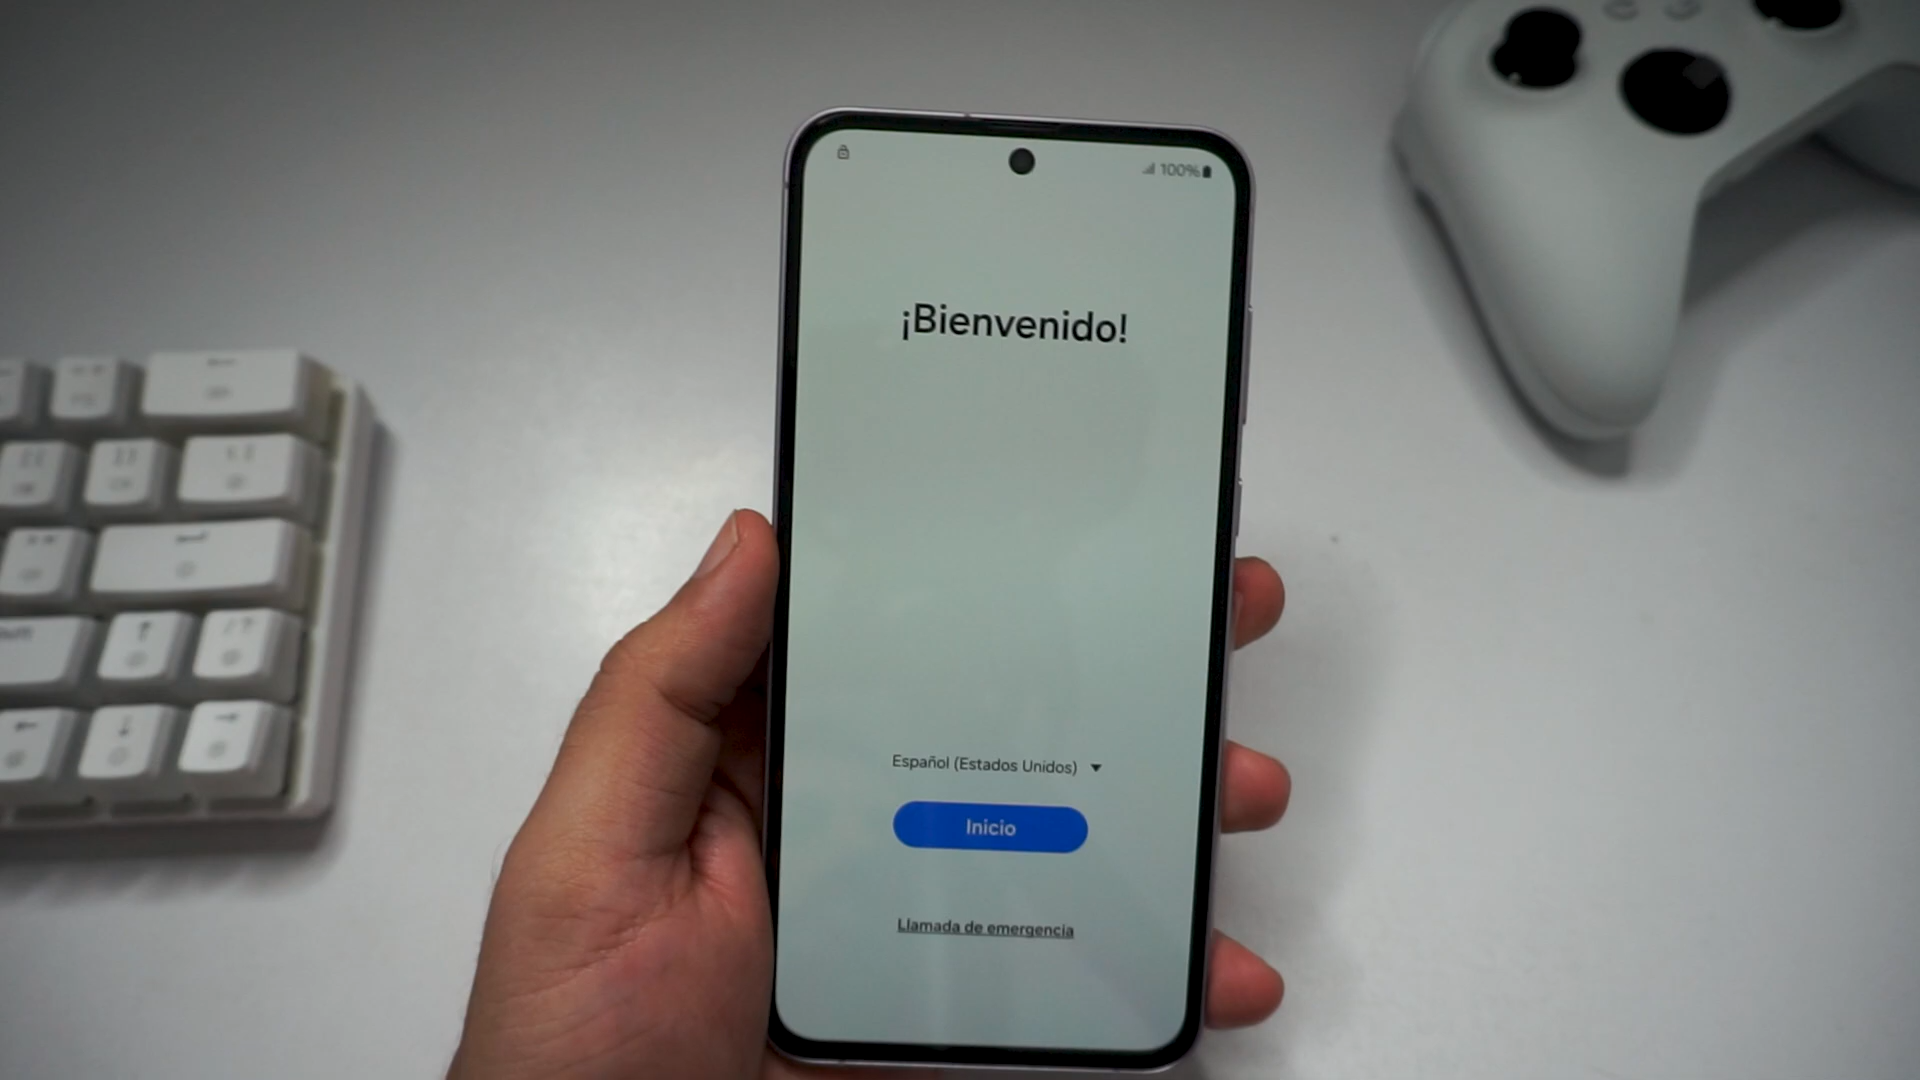 100%
¡Bienvenido!
Español (Estados Unidos)
Inicio
Llamada de emergencia